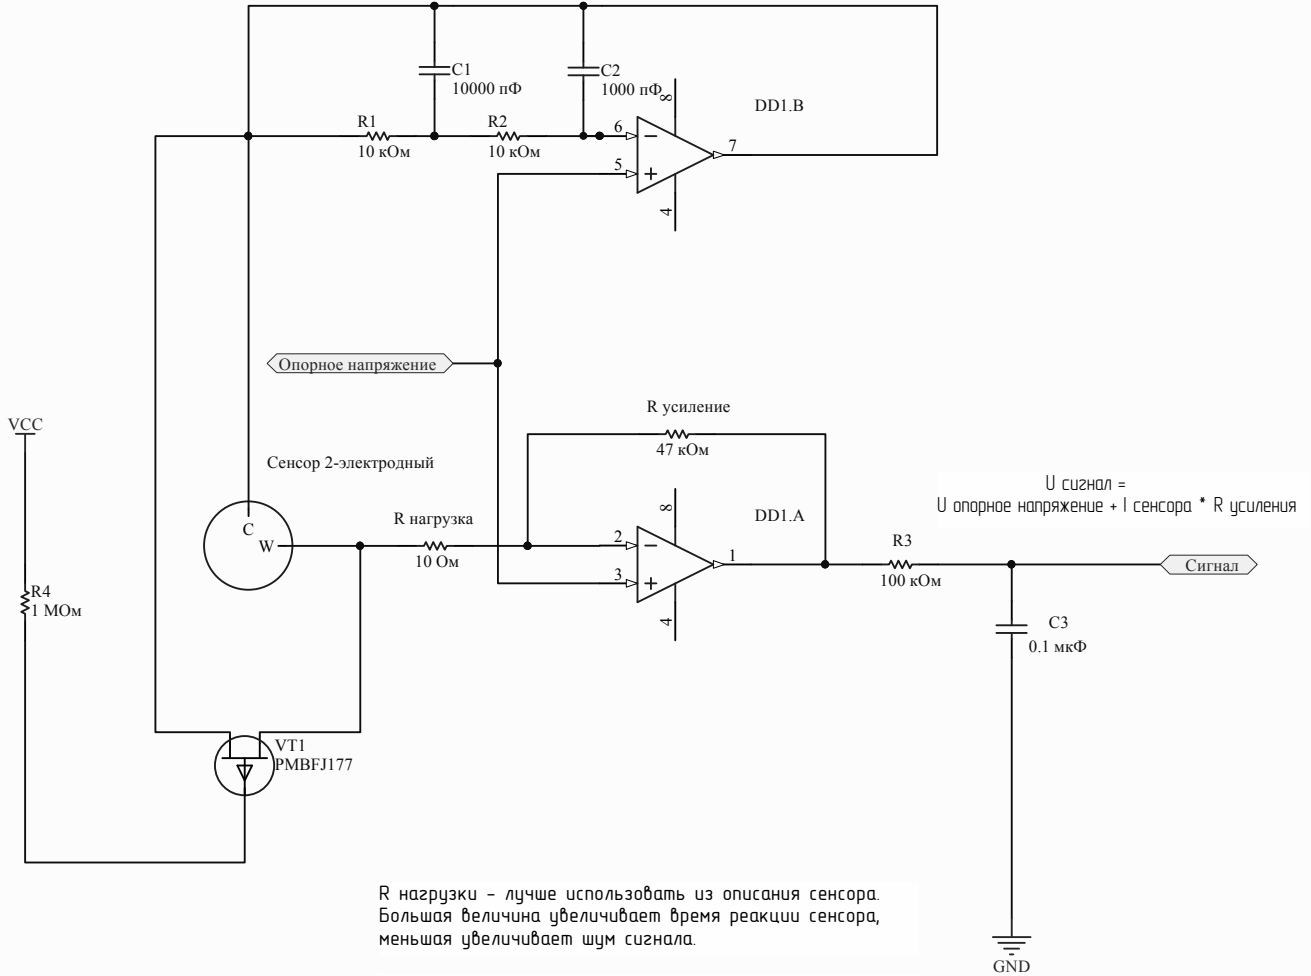 C1
10000 пФ
C2
1000 пФ
8
DD1.B
R1
10 кОм
R2
10 кОм
6
5
7
4
Опорное напряжение
R усиление
47 кОм
VCC
Сенсор 2-электродный
C
W
R нагрузка
10 Ом
8
DD1.A
2
3
1
4
U сигнал =
U опорное напряжение + I сенсора * R усиления
R3
100 кОм
Сигнал
C3
0.1 мкФ
R4
1 МОм
VT1
PMBFJ177
R нагрузки - лучше использовать из описания сенсора.
Большая величина увеличивает время реакции сенсора,
меньшая увеличивает шум сигнала.
GND